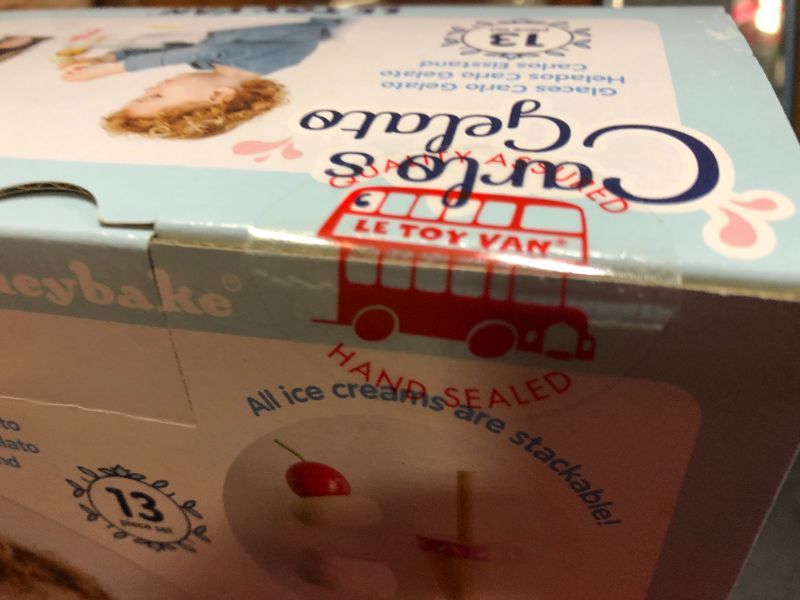 13
Carlos Eisstand
Helados Carlo Gelato
Glaces Carlo Gelato
Carlo's
Gelato
QUALITY ASSURED
LE TOY VAN®
HAND SEALED
neybake®
All ice creams are stackable!
to
lato
nd
13
piece set